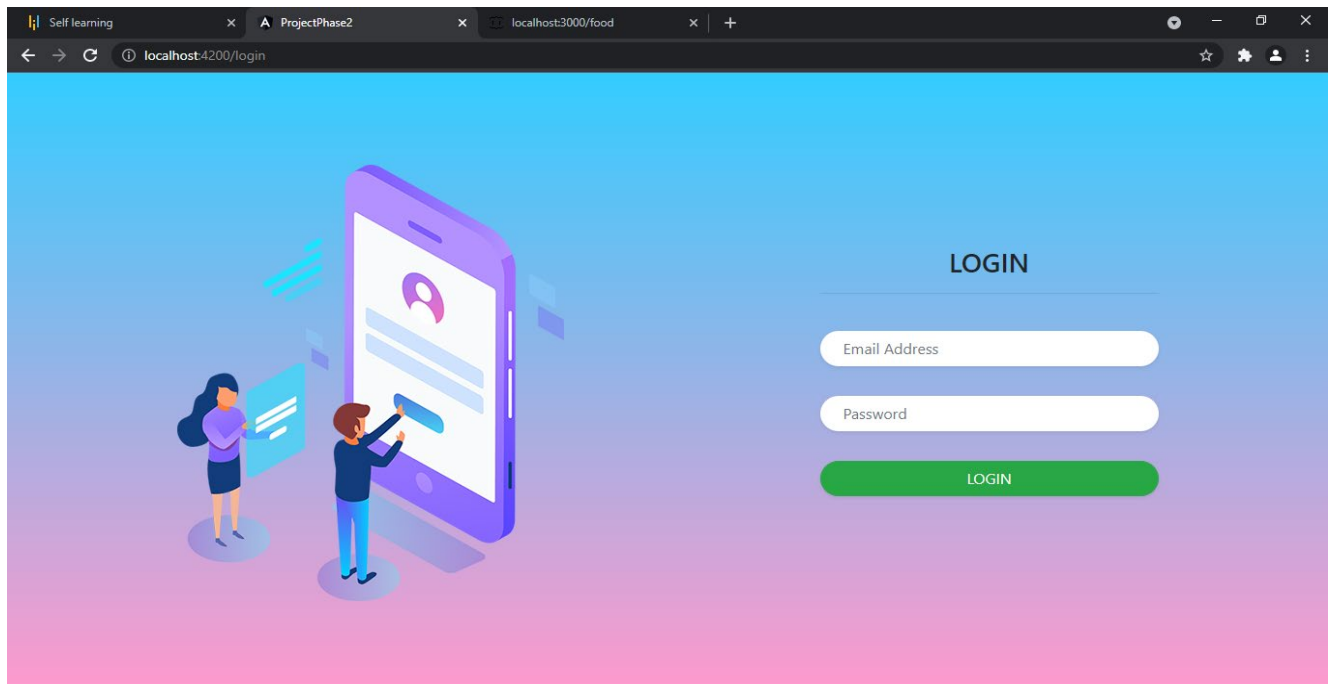 Self learning
ProjectPhase2
localhost:3000/food
localhost:4200/login
LOGIN
Email Address
Password
LOGIN